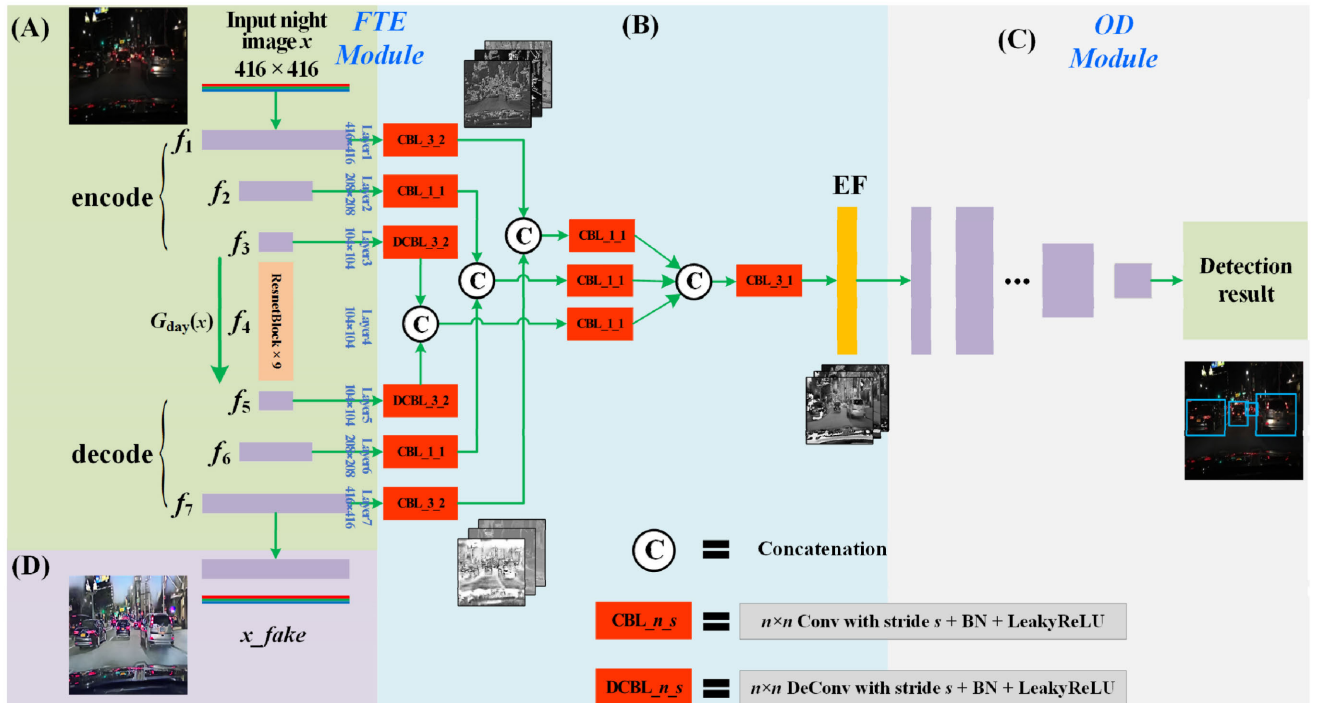 (A)
Input night
image x
416 × 416
FTE
Module
(B)
(C)
OD
Module
f1
Layer1
416×416
CBL_3_2
encode
f2
Layer2
208×208
CBL_1_1
f3
Layer3
104×104
DCBL_3_2
C
CBL_1_1
EF
Gday(x)
f4
ResnetBlock × 9
Layer4
104×104
C
CBL_1_1
C
CBL_3_1
...
Detection
result
C
CBL_1_1
f5
Layer5
104×104
DCBL_3_2
decode
f6
Layer6
208×208
CBL_1_1
f7
Layer7
416×416
CBL_3_2
(D)
x_fake
C = Concatenation
CBL_n_s = n×n Conv with stride s + BN + LeakyReLU
DCBL_n_s = n×n DeConv with stride s + BN + LeakyReLU